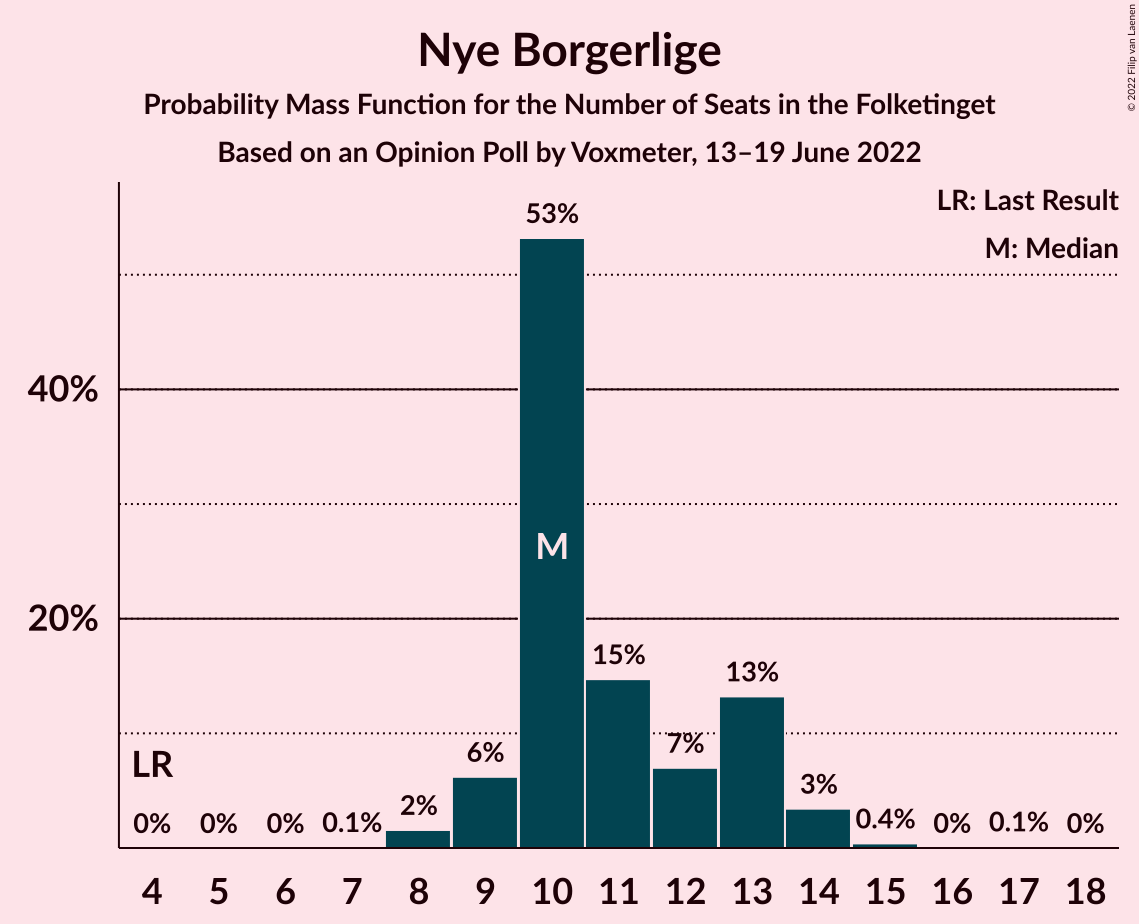 Nye Borgerlige
Probability Mass Function for the Number of Seats in the Folketinget
Based on an Opinion Poll by Voxmeter, 13–19 June 2022
© 2022 Filip van Laenen
LR: Last Result
M: Median
53%
40%
M
20%
15%
13%
7%
6%
LR
3%
2%
0% 0% 0% 0.1% 0.4% 0% 0.1% 0%
4 5 6 7 8 9 10 11 12 13 14 15 16 17 18